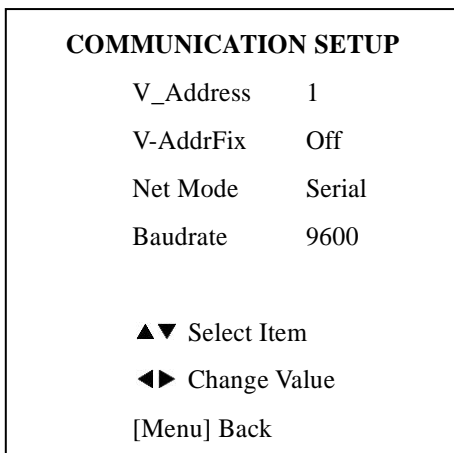 COMMUNICATION SETUP
V_Address 1
V-AddrFix Off
Net Mode Serial
Baudrate 9600
▲▼ Select Item
◀▶ Change Value
[Menu] Back